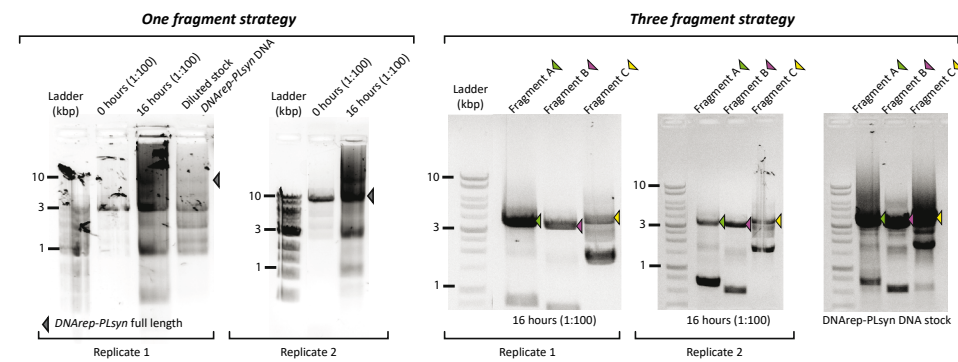 One fragment strategy
Three fragment strategy
Ladder
(kbp)
0 hours (1:100)
16 hours (1:100)
Diluted stock
DNArep-PLsyn DNA
10
3
1
DNArep-PLsyn full length
Replicate 1
Ladder
(kbp)
0 hours (1:100)
16 hours (1:100)
10
3
1
Replicate 2
Ladder
(kbp)
Fragment A
Fragment B
Fragment C
10
3
1
16 hours (1:100)
Replicate 1
Fragment A
Fragment B
Fragment C
10
3
1
16 hours (1:100)
Replicate 2
Fragment A
Fragment B
Fragment C
DNArep-PLsyn DNA stock